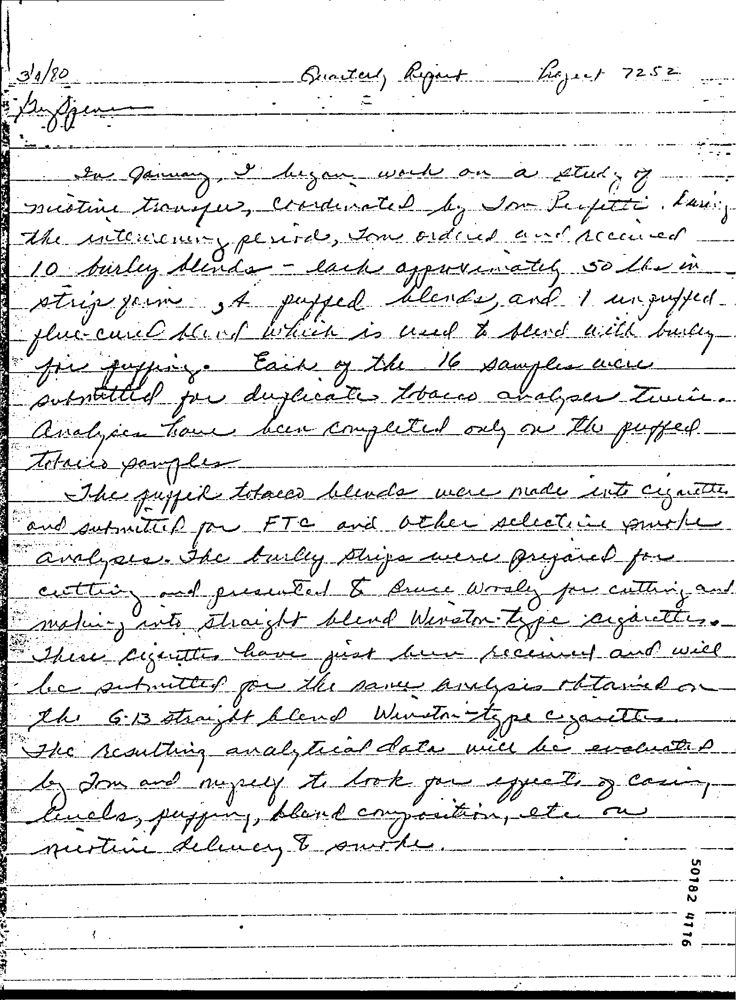 3/1/80 Quarterly Report Project 7252
In January, I began work on a study of
nicotine transfer, coordinated by Tom Perfetti. During
the intervening period, Tom ordered and received
10 burley blends - each approximately 50 lbs in
strip form, puffed blends, and 1 unpuffed
flue-cured blend which is used to blend with burley
for puffing. Each of the 16 samples were
submitted for duplicate tobacco analyses twice.
Analyses have been completed only on the puffed
tobacco samples
The puffed tobacco blends were made into cigarettes
and submitted for FTC and other selective smoke
analyses. The burley strips were prepared for
cutting and presented to Bruce Worsley for cutting and
making into straight blend Winston-type cigarettes.
These cigarettes have just been received and will
be submitted for the same analysis obtained on
the G-13 straight blend Winston-type cigarettes.
The resulting analytical data will be evaluated
by Tom and myself to look for effects of casing
levels, puffing, blend composition, etc on
nicotine delivery to smoke.
50182 4116